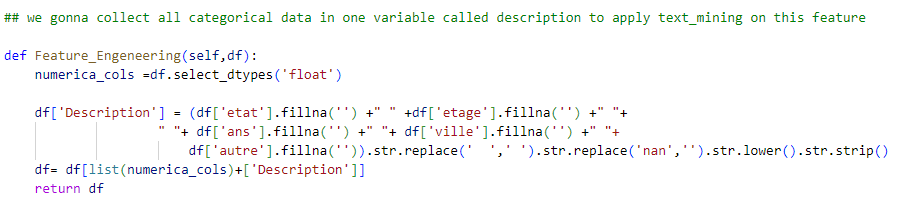 ## we gonna collect all categorical data in one variable called description to apply text_mining on this feature
def Feature_Engeneering(self,df):
numerica_cols =df.select_dtypes('float')
df['Description'] = (df['etat'].fillna('') +" " +df['etage'].fillna('') +" "+
" "+ df['ans'].fillna('') +" "+ df['ville'].fillna('') +" "+
df['autre'].fillna('')).str.replace('  ',' ').str.replace('nan','').str.lower().str.strip()
df= df[list(numerica_cols)+['Description']]
return df